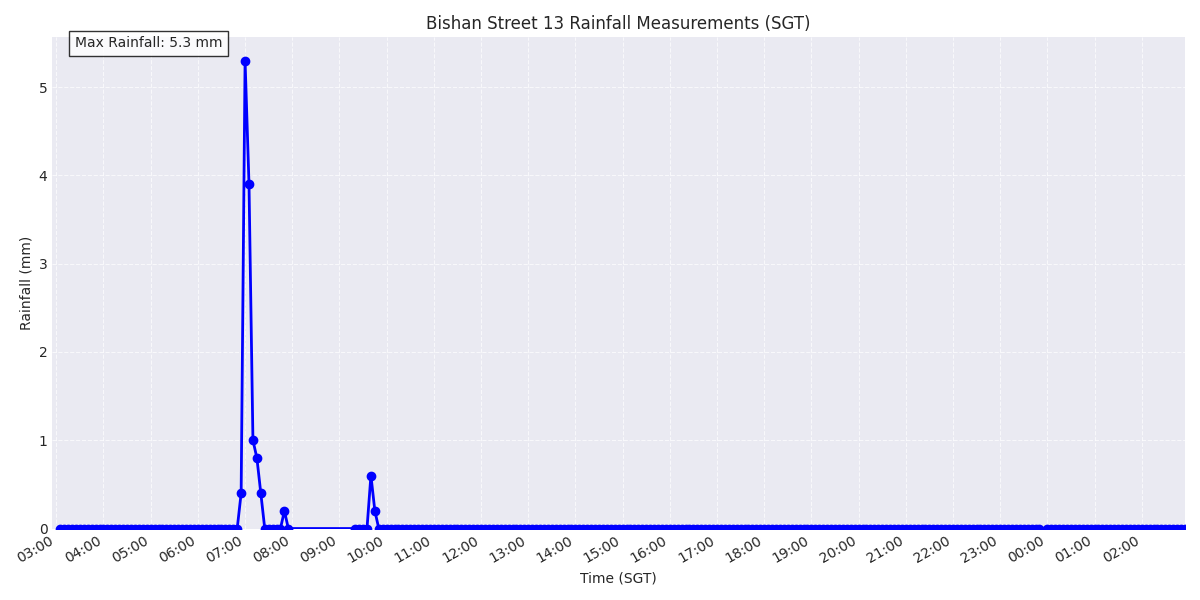 Bishan Street 13 Rainfall Measurements (SGT)
Max Rainfall: 5.3 mm
Rainfall (mm)
5
4
3
2
1
0
03:00 04:00 05:00 06:00 07:00 08:00 09:00 10:00 11:00 12:00 13:00 14:00 15:00 16:00 17:00 18:00 19:00 20:00 21:00 22:00 23:00 00:00 01:00 02:00
Time (SGT)